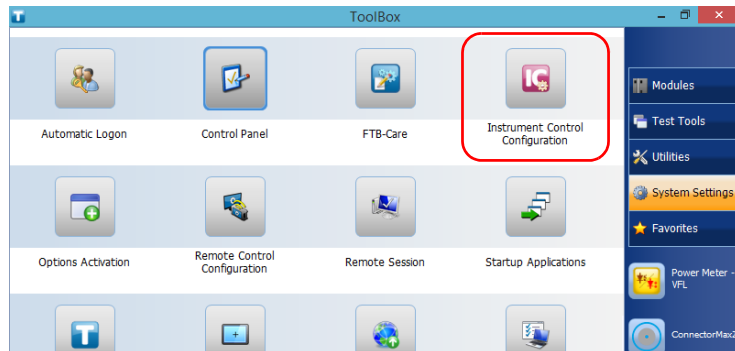 ToolBox
Automatic Logon
Control Panel
FTB-Care
IC
Instrument Control
Configuration
Options Activation
Remote Control
Configuration
Remote Session
Startup Applications
T
Modules
Test Tools
Utilities
System Settings
Favorites
Power Meter -
VFL
ConnectorMax2